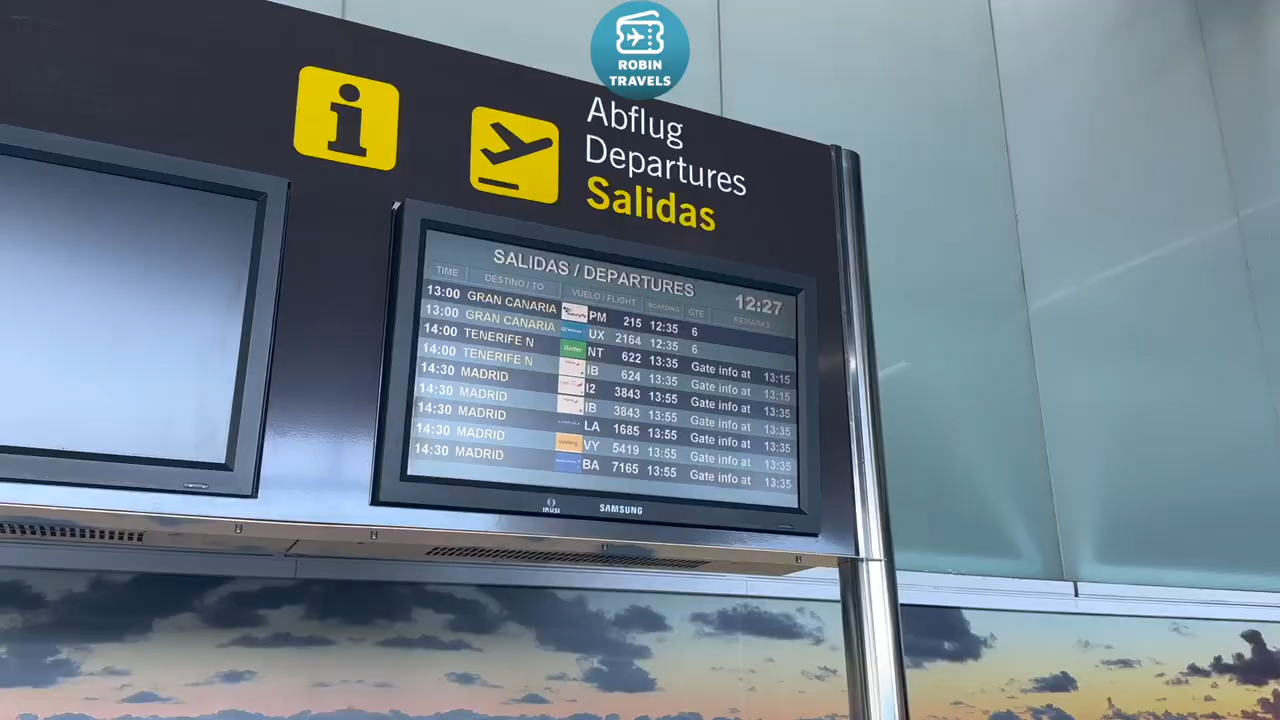 ROBIN
TRAVELS
i
Abflug
Departures
Salidas
SALIDAS / DEPARTURES
12:27
TIME DESTINO / TO VUELO / FLIGHT BOARDING GTE REMARKS
13:00 GRAN CANARIA PM 215 12:35 6
13:00 GRAN CANARIA UX 2164 12:35 6
14:00 TENERIFE N Binter NT 622 13:35 Gate info at 13:15
14:00 TENERIFE N IB 624 13:35 Gate info at 13:15
14:30 MADRID I2 3843 13:55 Gate info at 13:35
14:30 MADRID IB 3843 13:55 Gate info at 13:35
14:30 MADRID LA 1685 13:55 Gate info at 13:35
14:30 MADRID vueling VY 5419 13:55 Gate info at 13:35
14:30 MADRID BA 7165 13:55 Gate info at 13:35
IKUSI SAMSUNG